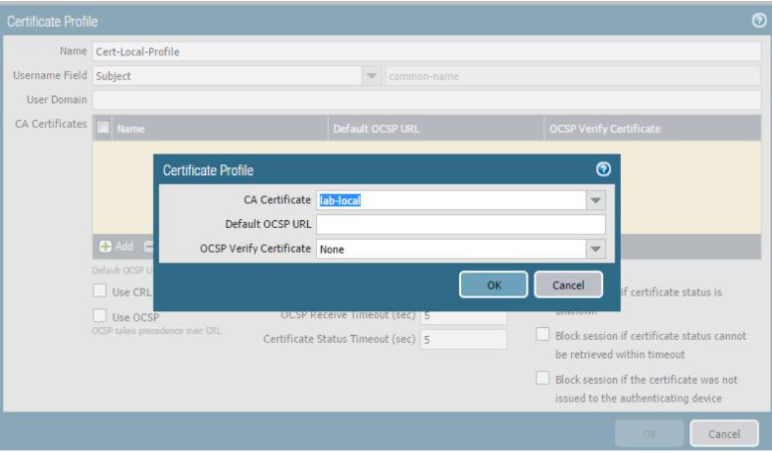 Certificate Profile
Name Cert-Local-Profile
Username Field Subject common-name
User Domain
CA Certificates Name Default OCSP URL OCSP Verify Certificate
Certificate Profile
CA Certificate lab-local
Default OCSP URL
OCSP Verify Certificate None
OK Cancel
Add
Default OCSP U
Use CRL
Use OCSP
OCSP takes precedence over CRL
OCSP Receive Timeout (sec) 5
Certificate Status Timeout (sec) 5
if certificate status is
unknown
Block session if certificate status cannot
be retrieved within timeout
Block session if the certificate was not
issued to the authenticating device
OK Cancel